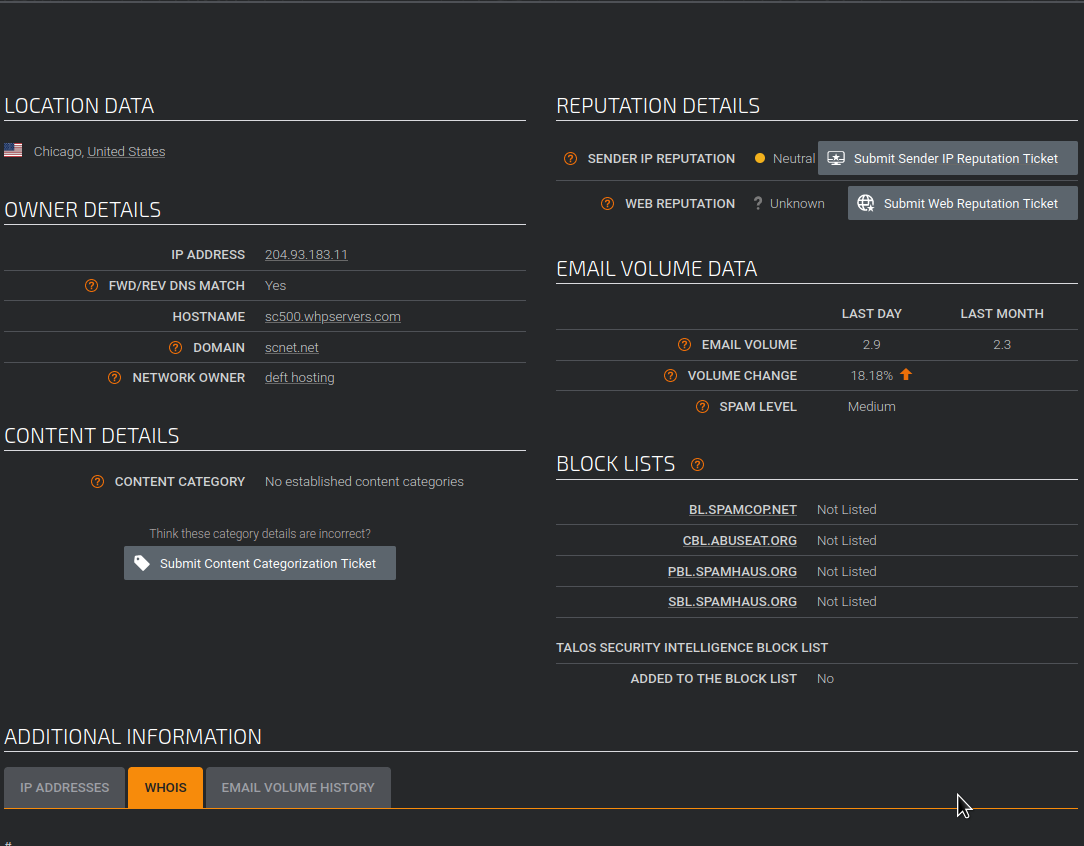 LOCATION DATA
Chicago, United States
OWNER DETAILS
IP ADDRESS 204.93.183.11
FWD/REV DNS MATCH Yes
HOSTNAME sc500.whpservers.com
DOMAIN scnet.net
NETWORK OWNER deft hosting
CONTENT DETAILS
CONTENT CATEGORY No established content categories
Think these category details are incorrect?
Submit Content Categorization Ticket
REPUTATION DETAILS
SENDER IP REPUTATION Neutral Submit Sender IP Reputation Ticket
WEB REPUTATION ? Unknown Submit Web Reputation Ticket
EMAIL VOLUME DATA
LAST DAY LAST MONTH
EMAIL VOLUME 2.9 2.3
VOLUME CHANGE 18.18%
SPAM LEVEL Medium
BLOCK LISTS
BL.SPAMCOP.NET Not Listed
CBL.ABUSEAT.ORG Not Listed
PBL.SPAMHAUS.ORG Not Listed
SBL.SPAMHAUS.ORG Not Listed
TALOS SECURITY INTELLIGENCE BLOCK LIST
ADDED TO THE BLOCK LIST No
ADDITIONAL INFORMATION
IP ADDRESSES WHOIS EMAIL VOLUME HISTORY
#